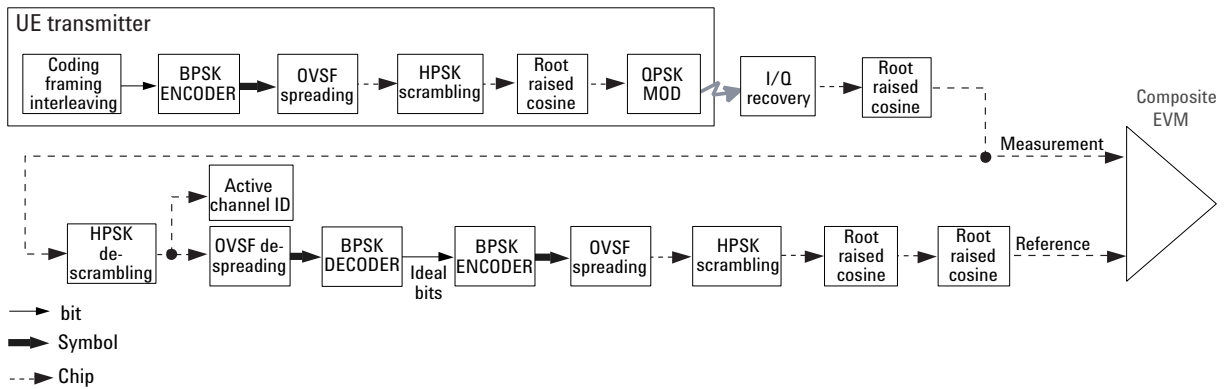 UE transmitter
Coding
framing
interleaving
BPSK
ENCODER
OVSF
spreading
HPSK
scrambling
Root
raised
cosine
QPSK
MOD
I/Q
recovery
Root
raised
cosine
Composite
EVM
Measurement
Active
channel ID
HPSK
de-
scrambling
OVSF de-
spreading
BPSK
DECODER
Ideal
bits
BPSK
ENCODER
OVSF
spreading
HPSK
scrambling
Root
raised
cosine
Root
raised
cosine
Reference
bit
Symbol
Chip